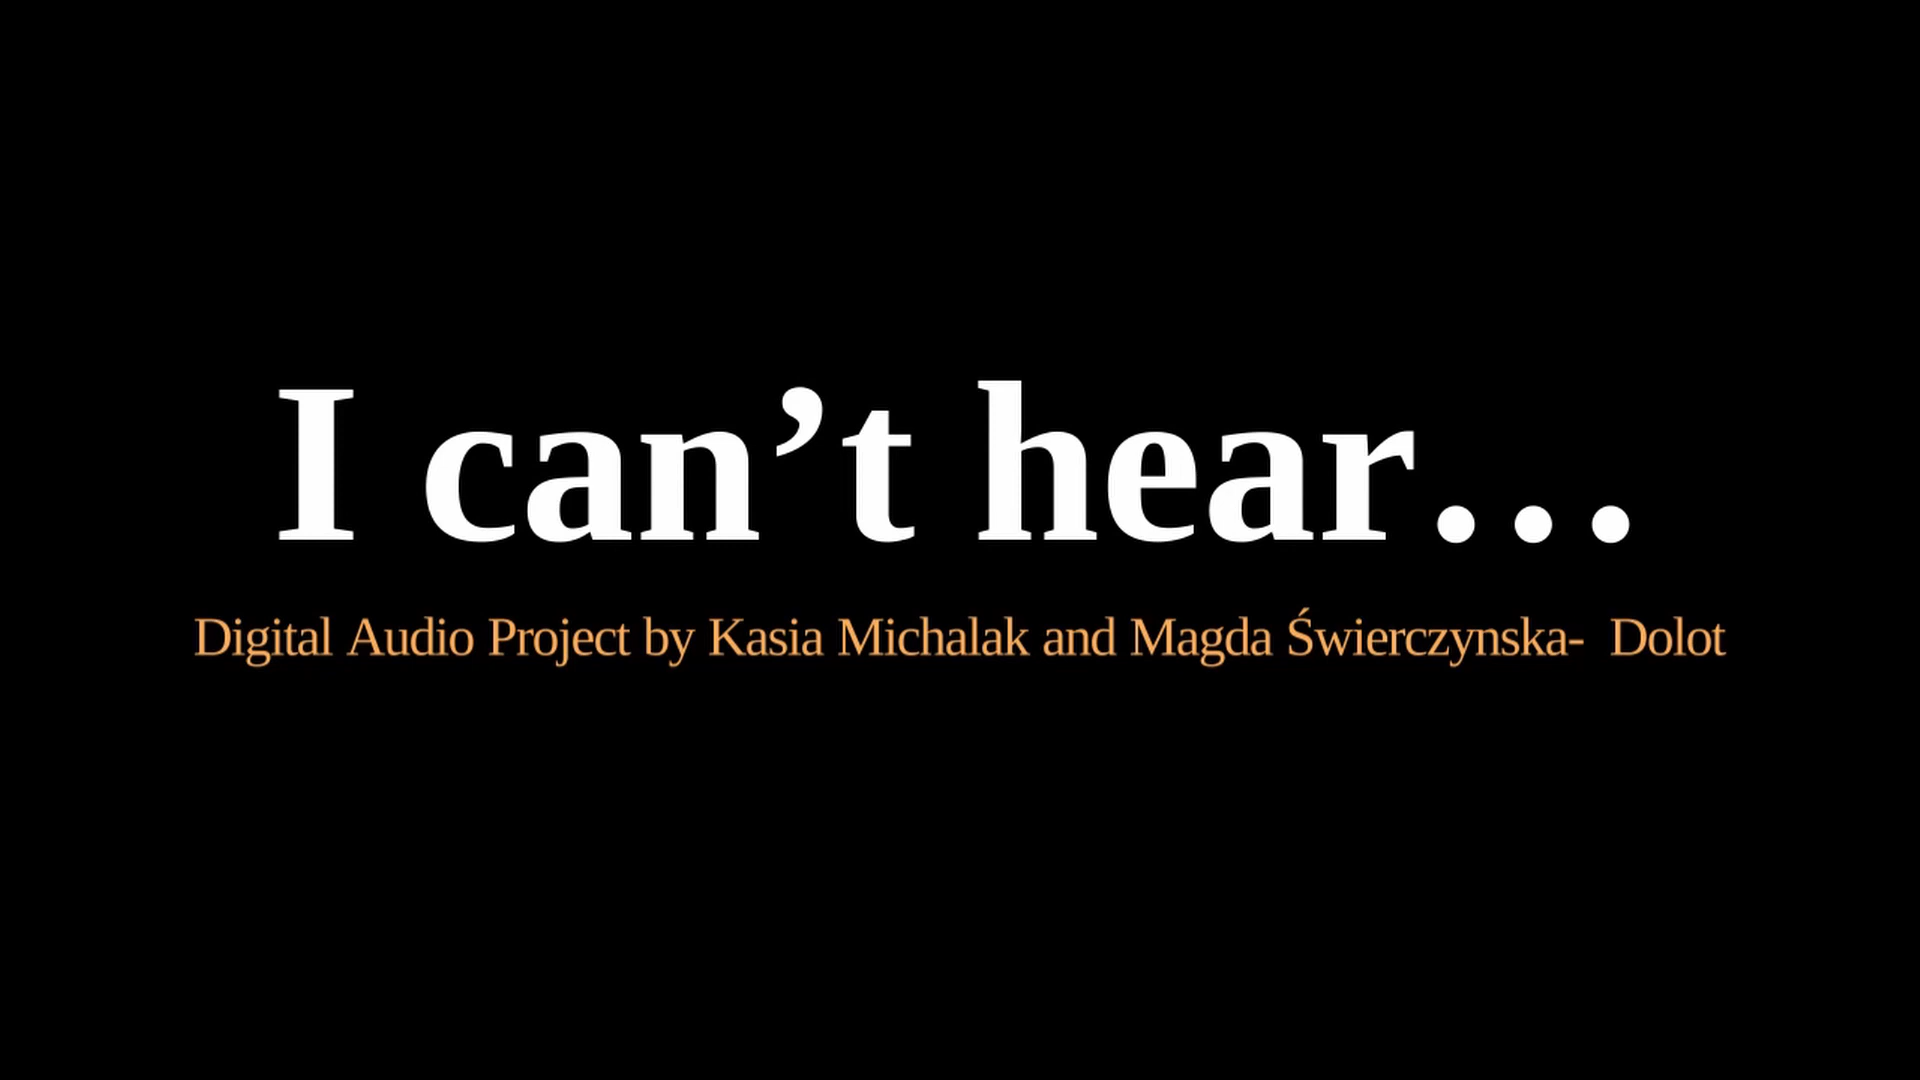 I can’t hear…
Digital Audio Project by Kasia Michalak and Magda Świerczynska-  Dolot